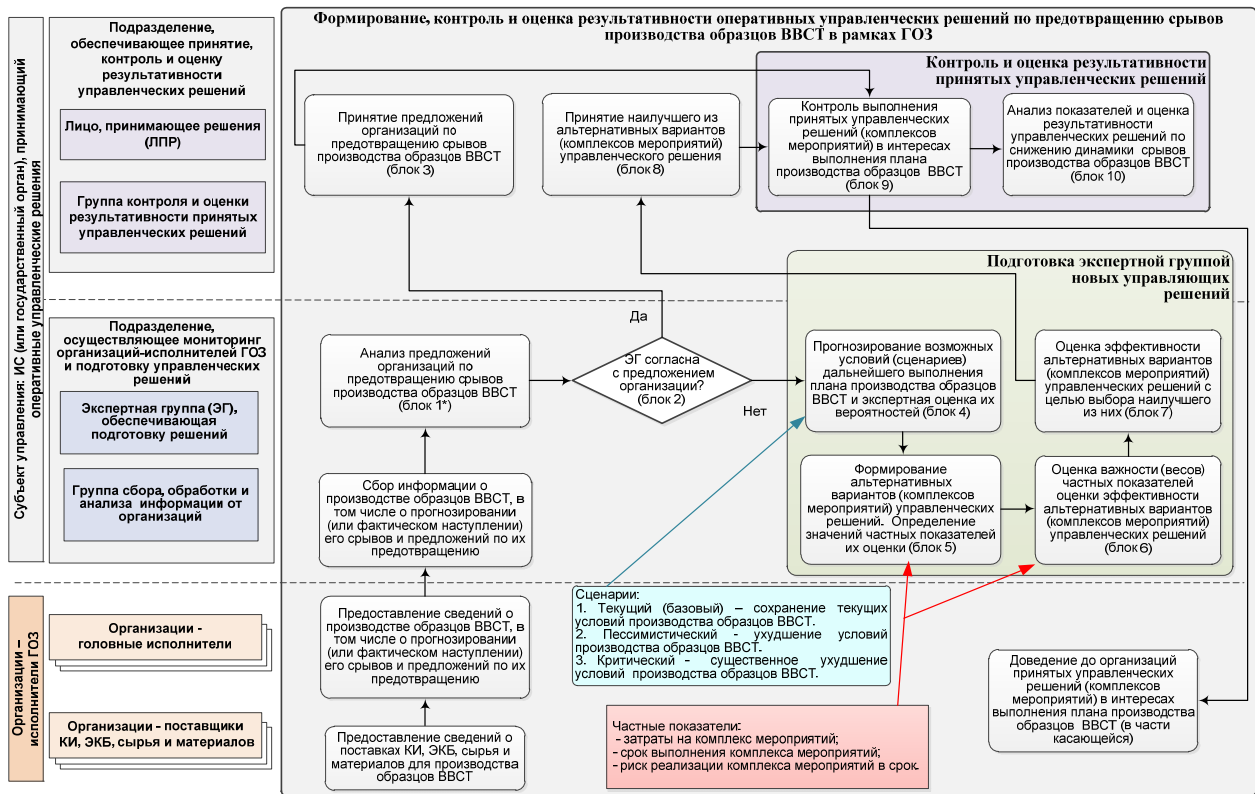 Формирование, контроль и оценка результативности оперативных управленческих решений по предотвращению срывов
производства образцов ВВСТ в рамках ГОЗ
Субъект управления: ИС (или государственный орган), принимающий
оперативные управленческие решения
Подразделение,
обеспечивающее принятие,
контроль и оценку
результативности
управленческих решений
Лицо, принимающее решения
(ЛПР)
Группа контроля и оценки
результативности принятых
управленческих решений
Принятие предложений
организаций по
предотвращению срывов
производства образцов ВВСТ
(блок 3)
Принятие наилучшего из
альтернативных вариантов
(комплексов мероприятий)
управленческого решения
(блок 8)
Контроль и оценка результативности
принятых управленческих решений
Контроль выполнения
принятых управленческих
решений (комплексов
мероприятий) в интересах
выполнения плана
производства образцов ВВСТ
(блок 9)
Анализ показателей и оценка
результативности
управленческих решений по
снижению динамики срывов
производства образцов ВВСТ
(блок 10)
Подразделение,
осуществляющее мониторинг
организаций-исполнителей ГОЗ
и подготовку управленческих
решений
Экспертная группа (ЭГ),
обеспечивающая
подготовку решений
Группа сбора, обработки и
анализа информации от
организаций
Анализ предложений
организаций по
предотвращению срывов
производства образцов ВВСТ
(блок 1*)
Да
ЭГ согласна
с предложением
организации?
(блок 2)
Нет
Подготовка экспертной группой
новых управляющих
решений
Прогнозирование возможных
условий (сценариев)
дальнейшего выполнения
плана производства образцов
ВВСТ и экспертная оценка их
вероятностей (блок 4)
Оценка эффективности
альтернативных вариантов
(комплексов мероприятий)
управленческих решений с
целью выбора наилучшего
из них (блок 7)
Формирование
альтернативных
вариантов (комплексов
мероприятий) управленческих
решений. Определение
значений частных показателей
их оценки (блок 5)
Оценка важности (весов)
частных показателей
оценки эффективности
альтернативных вариантов
(комплексов мероприятий)
управленческих решений
(блок 6)
Сбор информации о
производстве образцов ВВСТ, в
том числе о прогнозировании
(или фактическом наступлении)
его срывов и предложений по их
предотвращению
Организации –
исполнители ГОЗ
Организации -
головные исполнители
Организации - поставщики
КИ, ЭКБ, сырья и материалов
Предоставление сведений о
производстве образцов ВВСТ, в
том числе о прогнозировании
(или фактическом наступлении)
его срывов и предложений по их
предотвращению
Предоставление сведений о
поставках КИ, ЭКБ, сырья и
материалов для производства
образцов ВВСТ
Сценарии:
1. Текущий (базовый) – сохранение текущих
условий производства образцов ВВСТ.
2. Пессимистический - ухудшение условий
производства образцов ВВСТ.
3. Критический - существенное ухудшение
условий производства образцов ВВСТ.
Частные показатели:
- затраты на комплекс мероприятий;
- срок выполнения комплекса мероприятий;
- риск реализации комплекса мероприятий в срок.
Доведение до организаций
принятых управленческих
решений (комплексов
мероприятий) в интересах
выполнения плана производства
образцов ВВСТ (в части
касающейся)